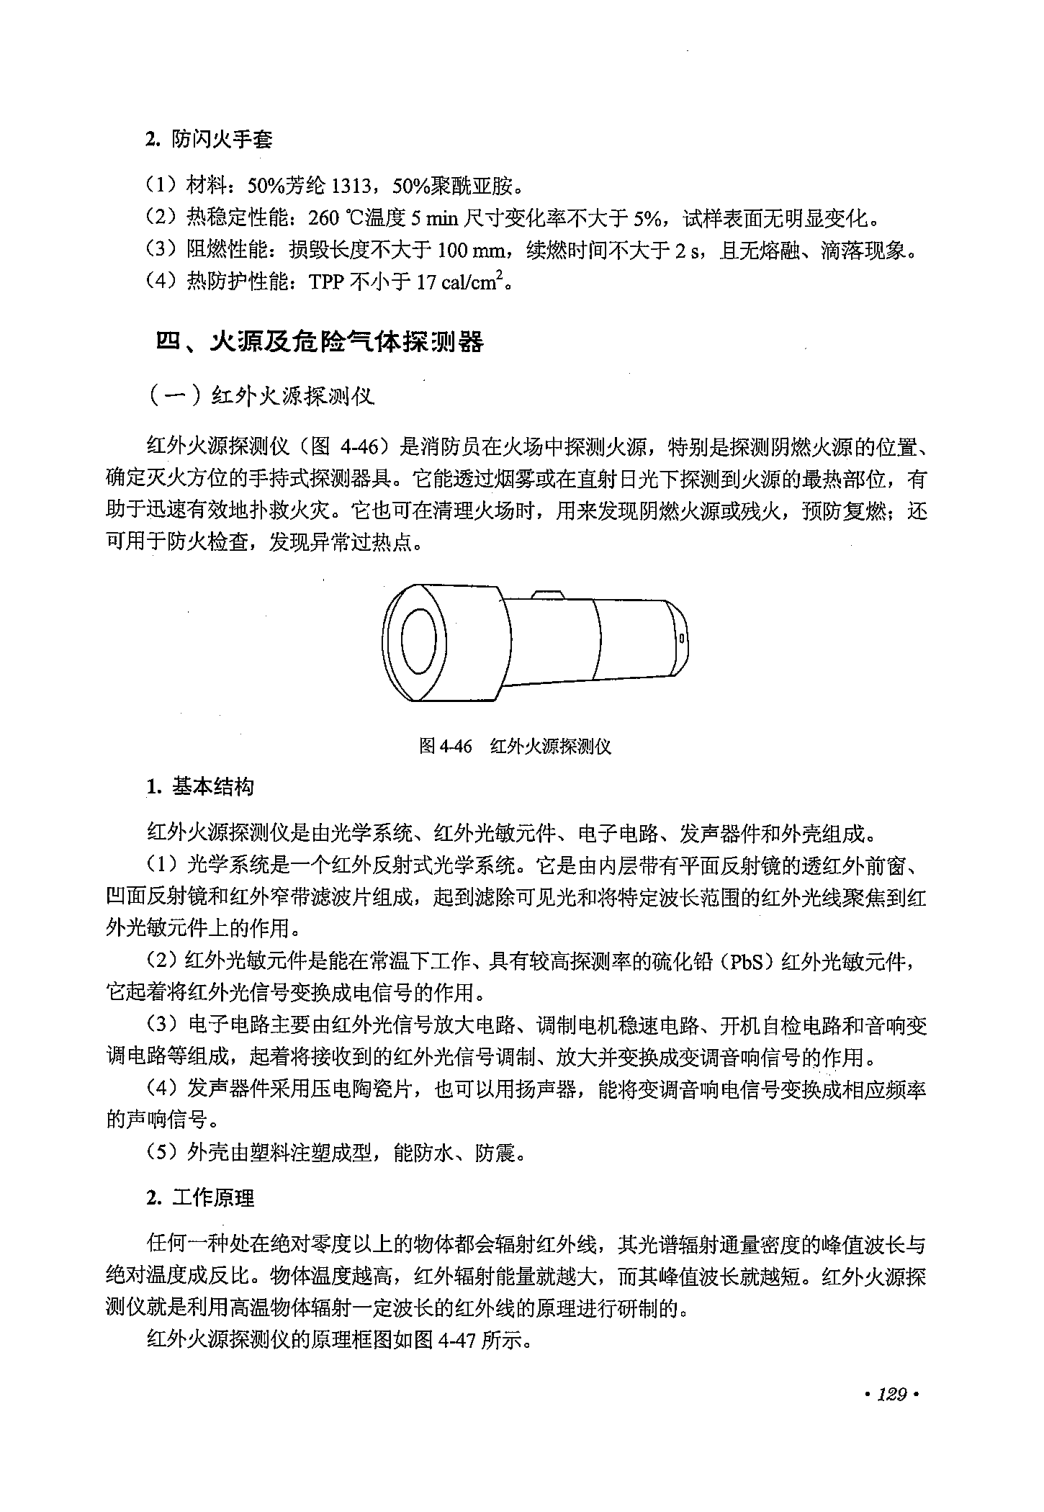 2. 防闪火手套
（1）材料：50%芳纶 1313，50%聚酰亚胺。
（2）热稳定性能：260 ℃温度 5 min 尺寸变化率不大于 5%，试样表面无明显变化。
（3）阻燃性能：损毁长度不大于 100 mm，续燃时间不大于 2 s，且无熔融、滴落现象。
（4）热防护性能：TPP 不小于 17 cal/cm²。
四、火源及危险气体探测器
（一）红外火源探测仪
红外火源探测仪（图 4-46）是消防员在火场中探测火源，特别是探测阴燃火源的位置、
确定灭火方位的手持式探测器具。它能透过烟雾或在直射日光下探测到火源的最热部位，有
助于迅速有效地扑救火灾。它也可在清理火场时，用来发现阴燃火源或残火，预防复燃；还
可用于防火检查，发现异常过热点。
图 4-46 红外火源探测仪
1. 基本结构
红外火源探测仪是由光学系统、红外光敏元件、电子电路、发声器件和外壳组成。
（1）光学系统是一个红外反射式光学系统。它是由内层带有平面反射镜的透红外前窗、
凹面反射镜和红外窄带滤波片组成，起到滤除可见光和将特定波长范围的红外光线聚焦到红
外光敏元件上的作用。
（2）红外光敏元件是能在常温下工作、具有较高探测率的硫化铅（PbS）红外光敏元件，
它起着将红外光信号变换成电信号的作用。
（3）电子电路主要由红外光信号放大电路、调制电机稳速电路、开机自检电路和音响变
调电路等组成，起着将接收到的红外光信号调制、放大并变换成变调音响信号的作用。
（4）发声器件采用压电陶瓷片，也可以用扬声器，能将变调音响电信号变换成相应频率
的声响信号。
（5）外壳由塑料注塑成型，能防水、防震。
2. 工作原理
任何一种处在绝对零度以上的物体都会辐射红外线，其光谱辐射通量密度的峰值波长与
绝对温度成反比。物体温度越高，红外辐射能量就越大，而其峰值波长就越短。红外火源探
测仪就是利用高温物体辐射一定波长的红外线的原理进行研制的。
红外火源探测仪的原理框图如图 4-47 所示。
·129·